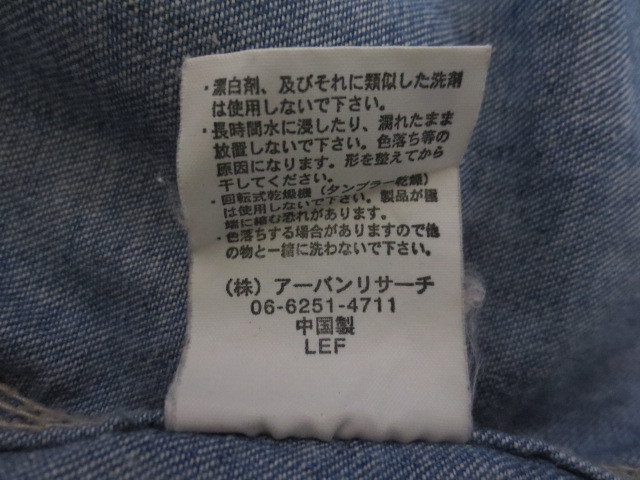 ・漂白剤、及びそれに類似した洗剤
は使用しないで下さい。
・長時間水に浸したり、濡れたまま
放置しないで下さい。色落ち等の
原因になります。形を整えてから
干してください。
・回転式乾燥機（タンブラー乾燥）
は使用しないで下さい。製品が極
端に縮む恐れがあります。
・色落ちする場合がありますので他
の物と一緒に洗わないで下さい。
（株）アーバンリサーチ
06-6251-4711
中国製
LEF